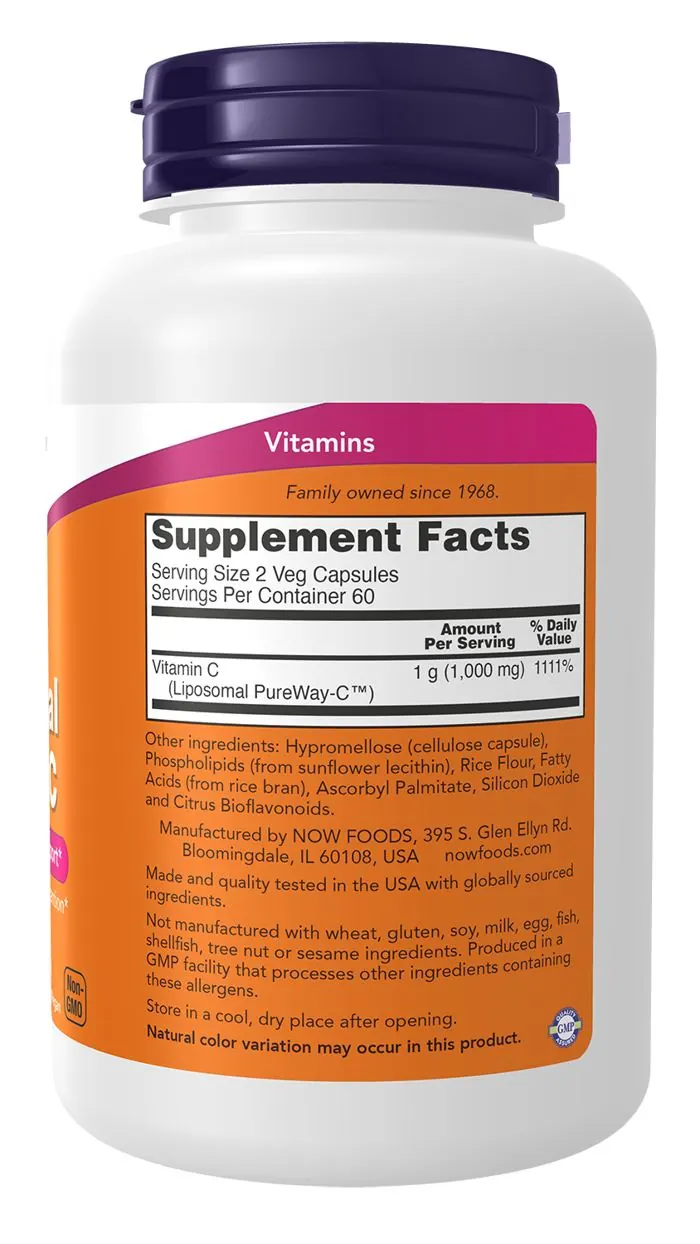 Vitamins
Family owned since 1968.
Supplement Facts
Serving Size 2 Veg Capsules
Servings Per Container 60
Amount Per Serving
% Daily Value
Vitamin C 1 g (1,000 mg) 1111%
(Liposomal PureWay-C™)
Other ingredients: Hypromellose (cellulose capsule),
Phospholipids (from sunflower lecithin), Rice Flour, Fatty
Acids (from rice bran), Ascorbyl Palmitate, Silicon Dioxide
and Citrus Bioflavonoids.
Manufactured by NOW FOODS, 395 S. Glen Ellyn Rd.
Bloomingdale, IL 60108, USA nowfoods.com
Made and quality tested in the USA with globally sourced
ingredients.
Not manufactured with wheat, gluten, soy, milk, egg, fish,
shellfish, tree nut or sesame ingredients. Produced in a
GMP facility that processes other ingredients containing
these allergens.
Store in a cool, dry place after opening.
Natural color variation may occur in this product.
C
Non-
GMO
QUALITY
GMP
ASSURED